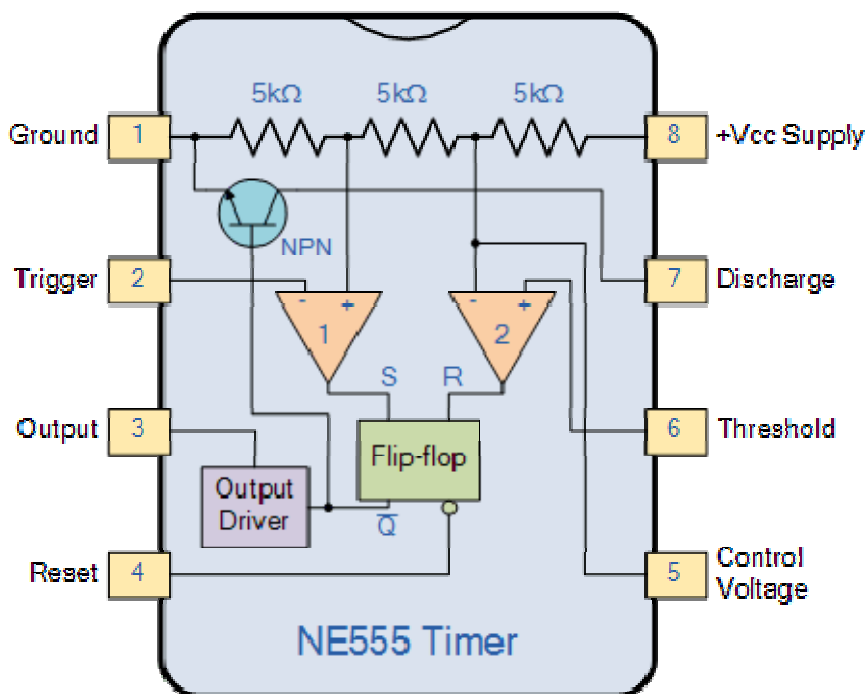 5kΩ 5kΩ 5kΩ
Ground 1
8 +Vcc Supply
NPN
Trigger 2
7 Discharge
- +
- +
1
2
S R
Output 3
6 Threshold
Flip-flop
Output
Driver
Q̅
Reset 4
5 Control
Voltage
NE555 Timer